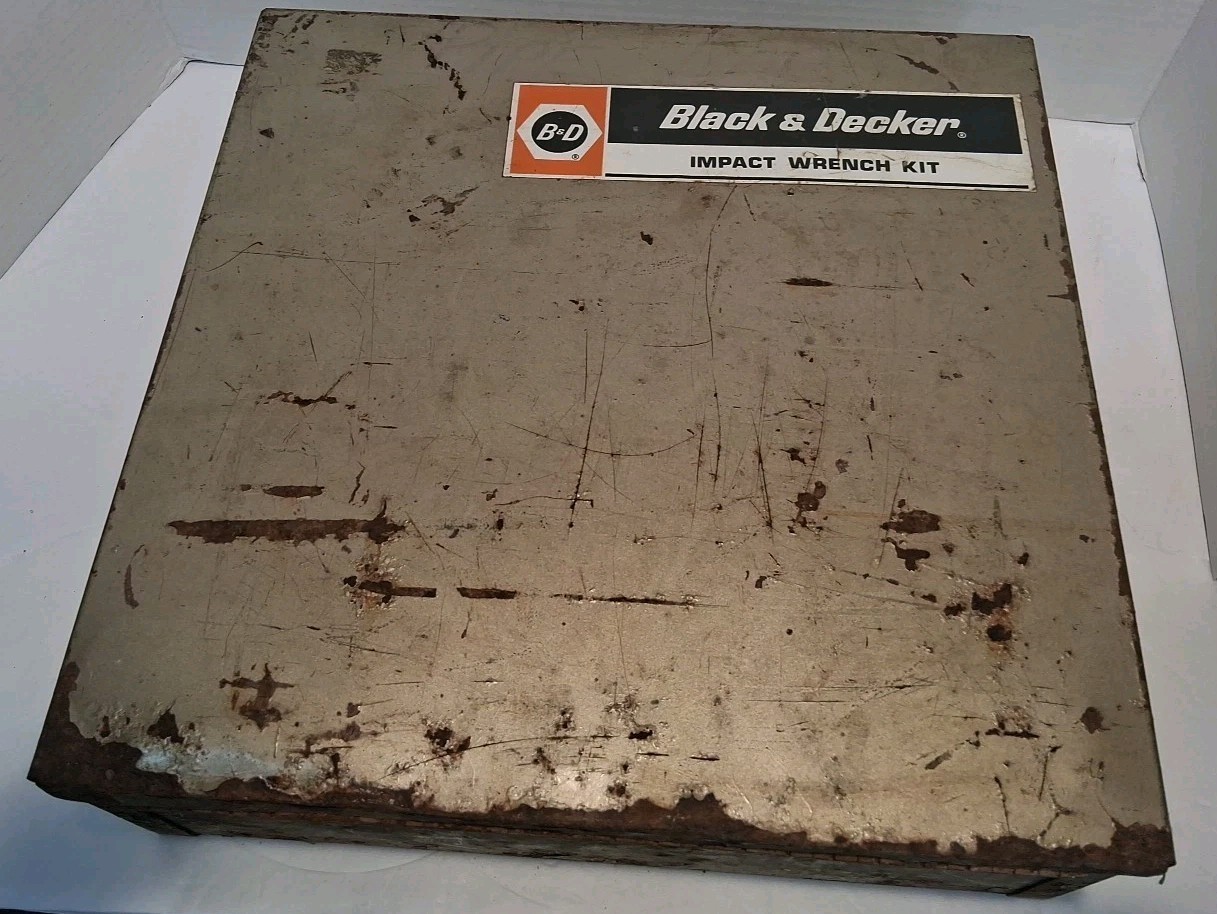 B&D ®
Black & Decker®
IMPACT WRENCH KIT